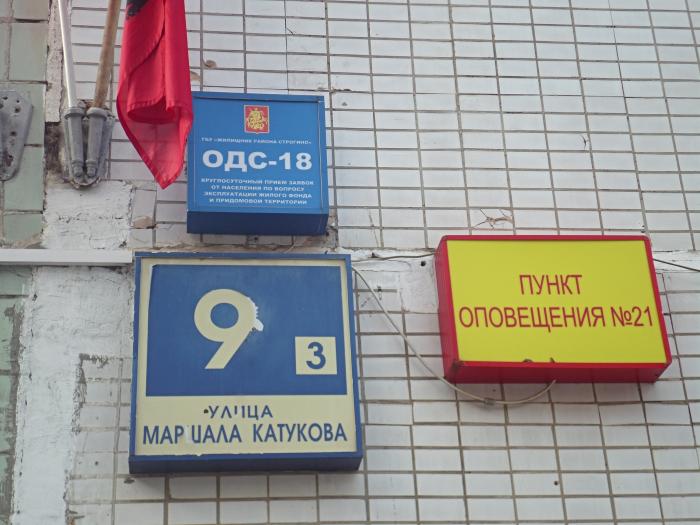 ГБУ «ЖИЛИЩНИК РАЙОНА СТРОГИНО»
ОДС-18
КРУГЛОСУТОЧНЫЙ ПРИЕМ ЗАЯВОК
ОТ НАСЕЛЕНИЯ ПО ВОПРОСУ
ЭКСПЛУАТАЦИИ ЖИЛОГО ФОНДА
И ПРИДОМОВОЙ ТЕРРИТОРИИ
9
3
УЛИЦА
МАРШАЛА КАТУКОВА
ПУНКТ
ОПОВЕЩЕНИЯ №21